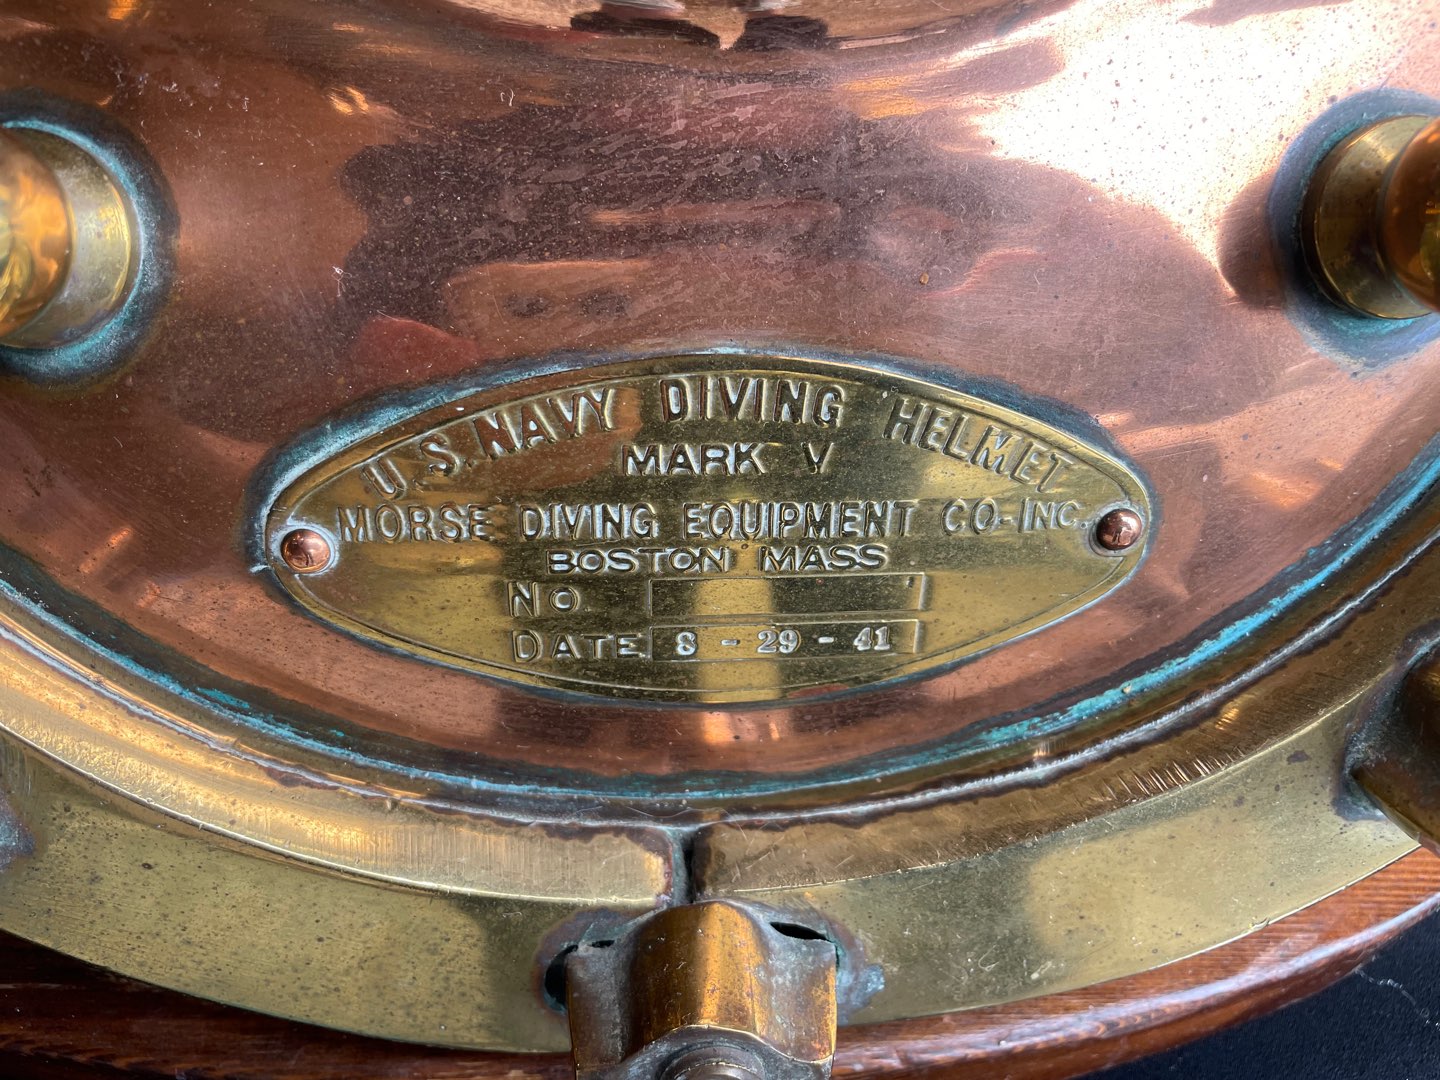 U.S. NAVY DIVING HELMET
MARK V
MORSE DIVING EQUIPMENT CO-INC.
BOSTON MASS
No
DATE 8 - 29 - 41